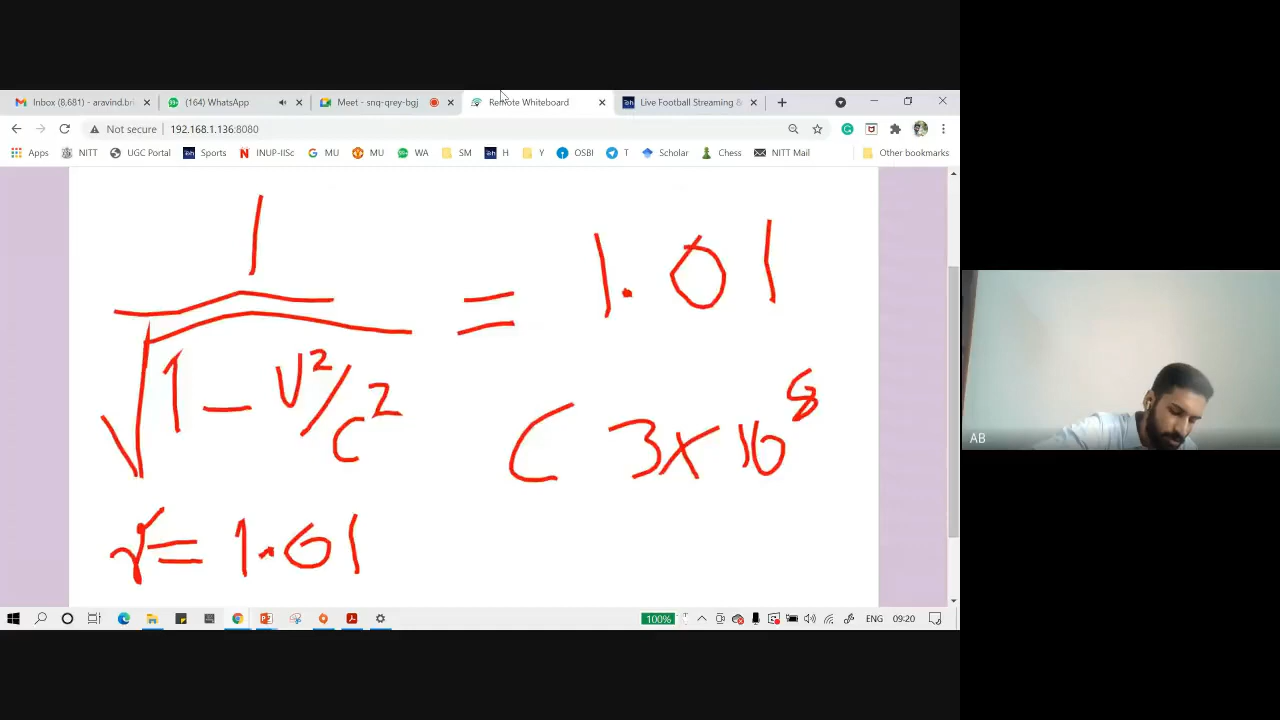 Inbox (8,681) - aravind.bri
(164) WhatsApp
Meet - snq-qrey-bgj
Remote Whiteboard
Live Football Streaming &
Not secure
192.168.1.136:8080
Apps
NITT
UGC Portal
Sports
INUP-IISc
MU
MU
WA
SM
H
Y
OSBI
T
Scholar
Chess
NITT Mail
Other bookmarks
1
√1 - V²/C²
= 1.01
C 3x10⁸
γ = 1.01
AB
100%
ENG
09:20